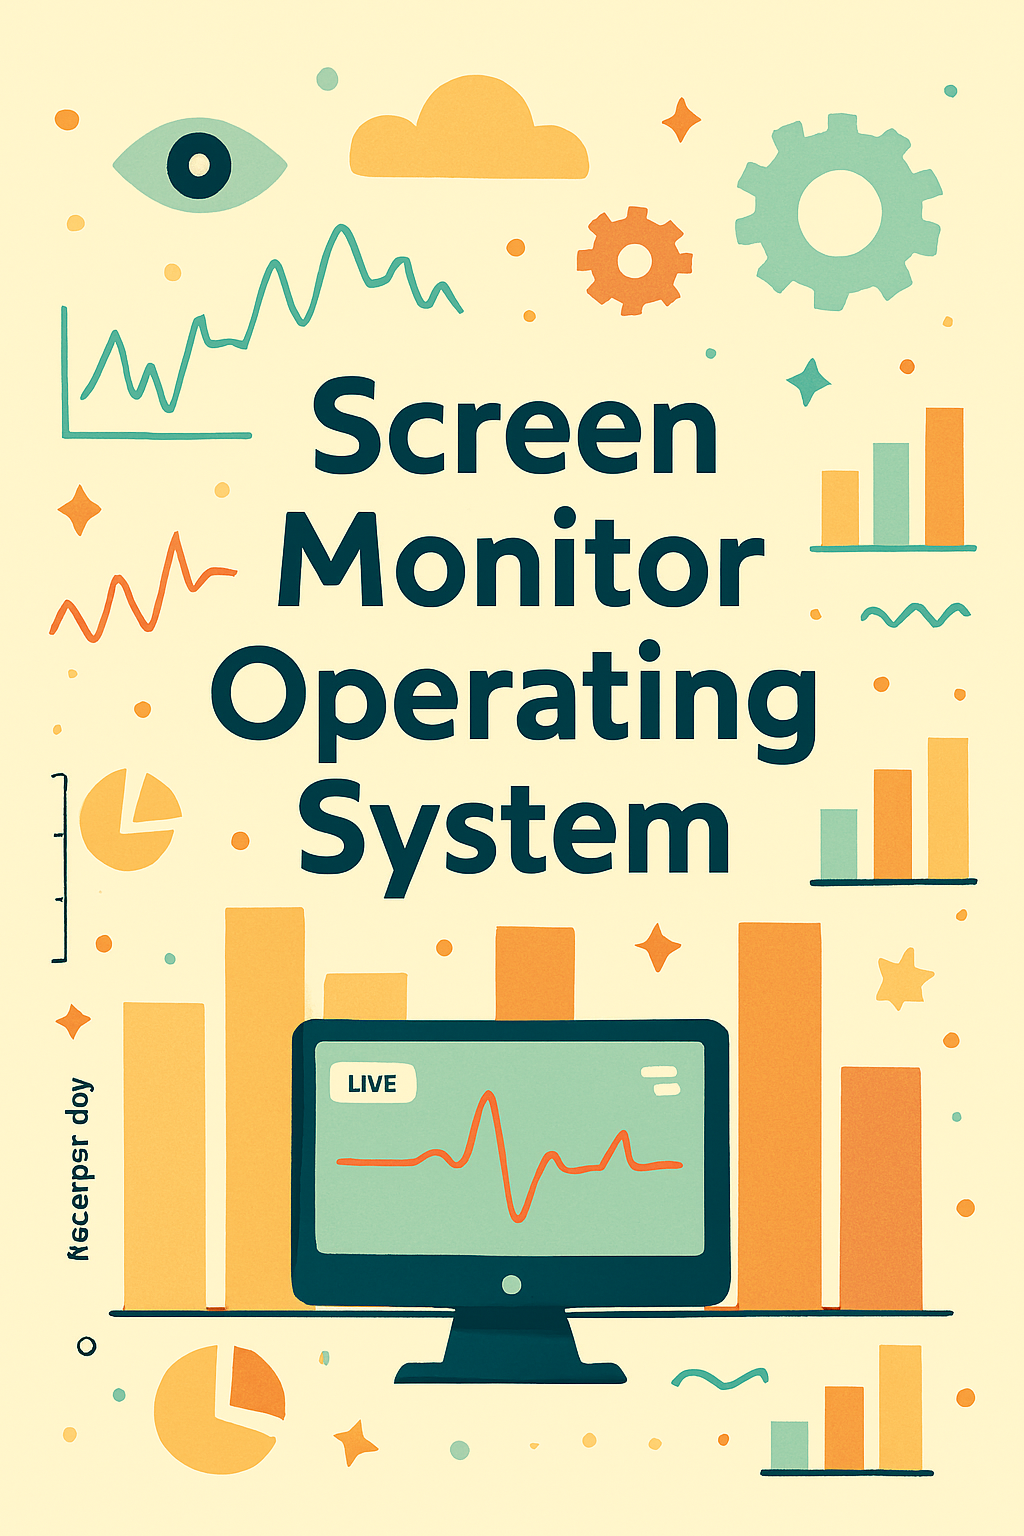 Screen
Monitor
Operating
System
LIVE